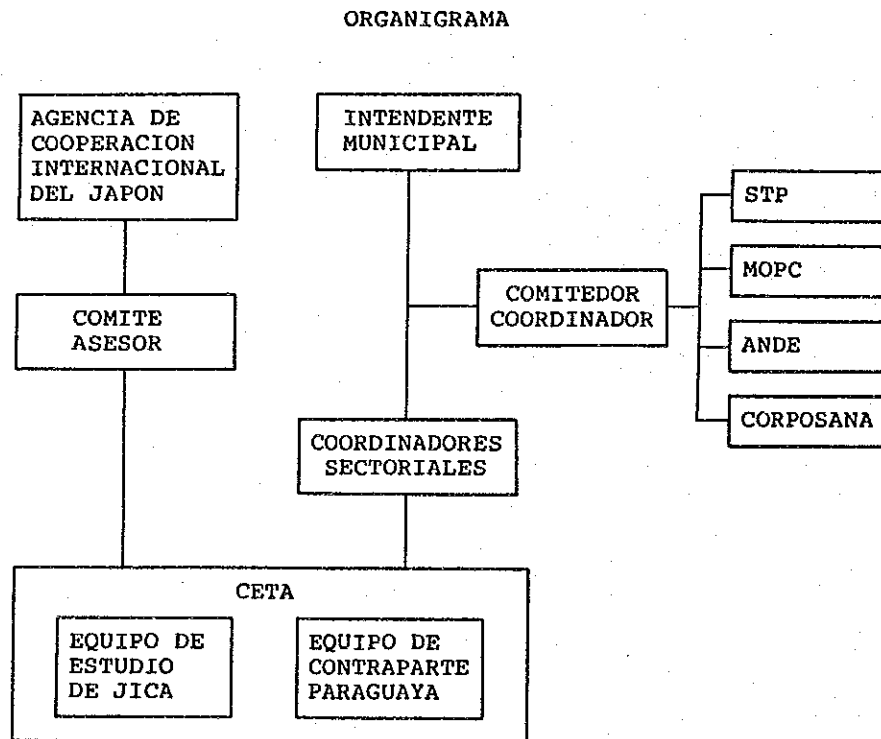 ORGANIGRAMA
AGENCIA DE
COOPERACION
INTERNACIONAL
DEL JAPON
INTENDENTE
MUNICIPAL
STP
MOPC
COMITEDOR
COORDINADOR
COMITE
ASESOR
ANDE
CORPOSANA
COORDINADORES
SECTORIALES
CETA
EQUIPO DE
ESTUDIO
DE JICA
EQUIPO DE
CONTRAPARTE
PARAGUAYA